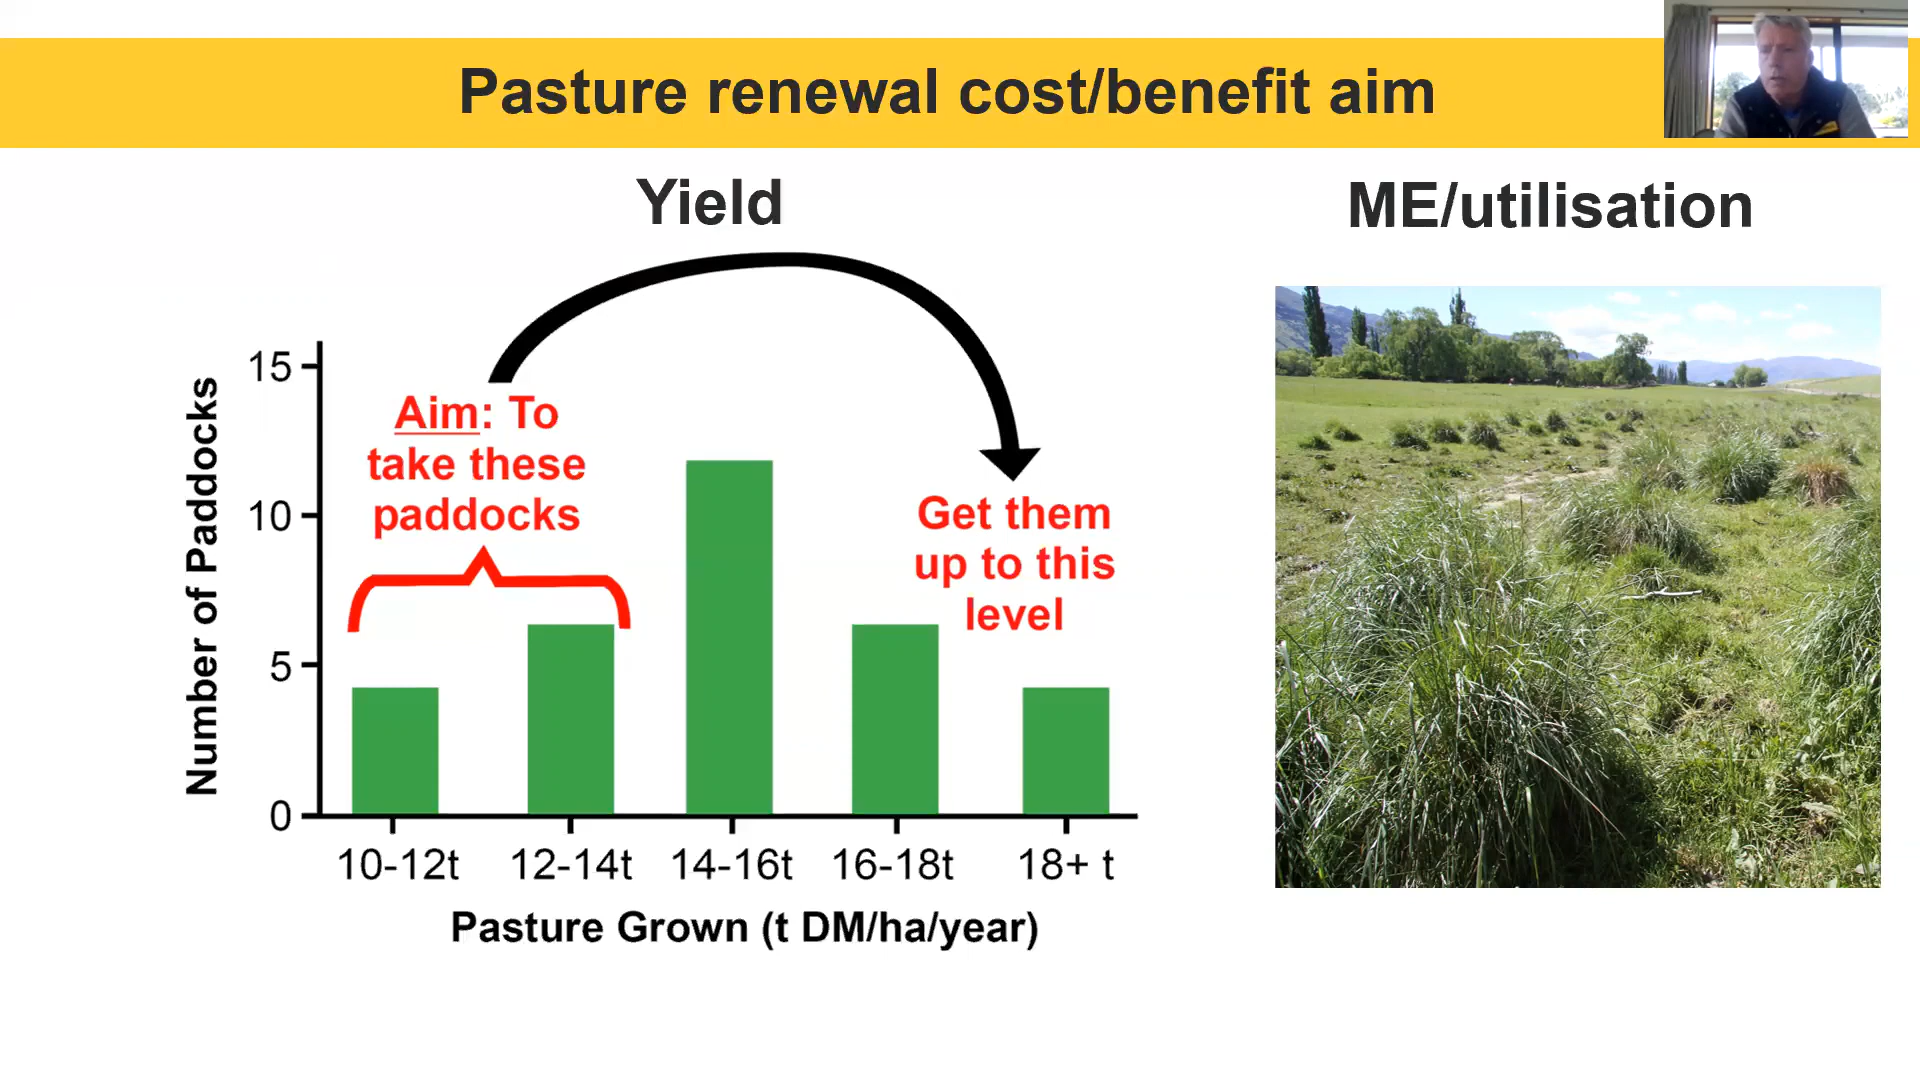 Pasture renewal cost/benefit aim
Yield
ME/utilisation
15
10
5
0
Number of Paddocks
Aim: To
take these
paddocks
Get them
up to this
level
10-12t
12-14t
14-16t
16-18t
18+ t
Pasture Grown (t DM/ha/year)